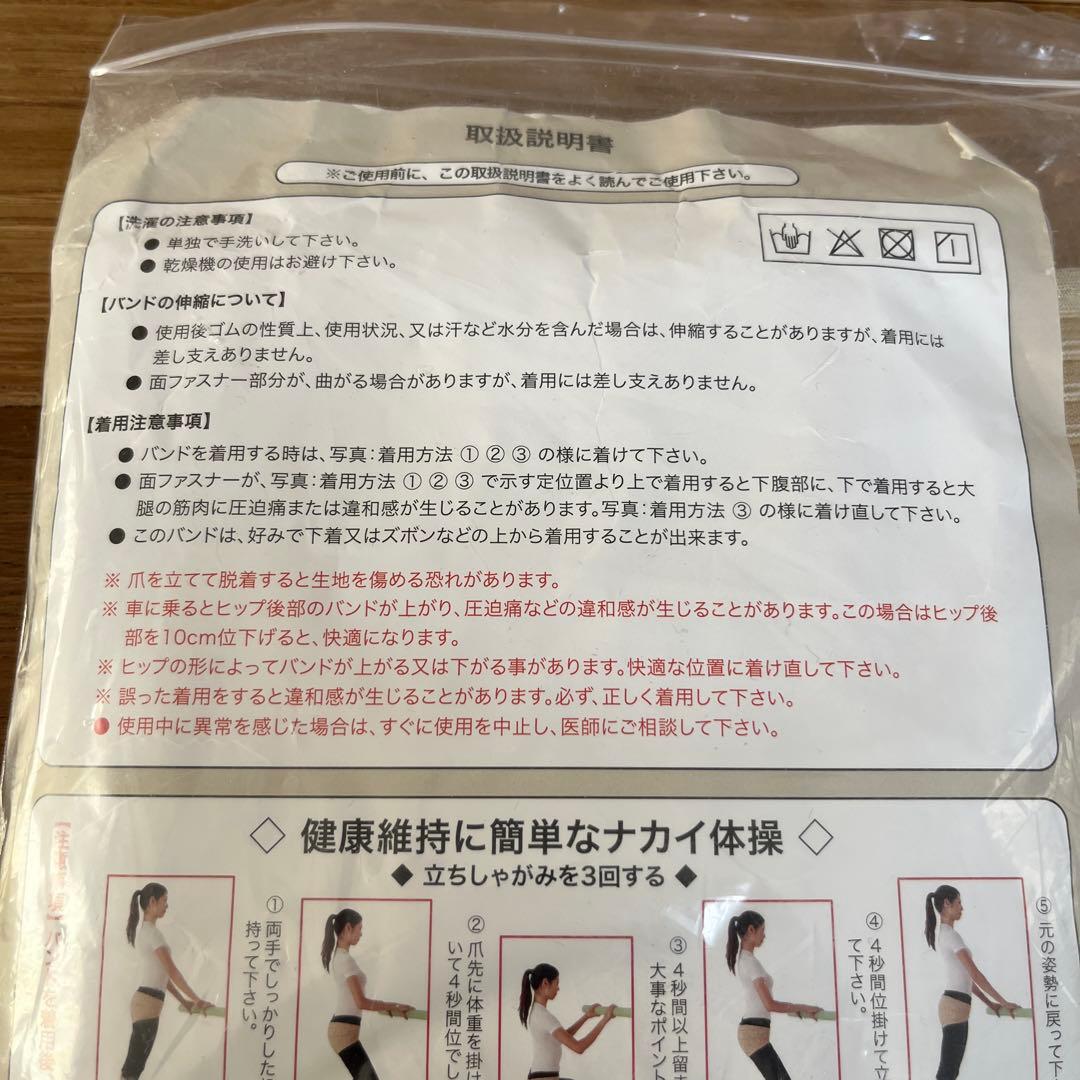 取扱説明書
※ご使用前に、この取扱説明書をよく読んでご使用下さい。
【洗濯の注意事項】
● 単独で手洗いして下さい。
● 乾燥機の使用はお避け下さい。
【バンドの伸縮について】
● 使用後ゴムの性質上、使用状況、又は汗など水分を含んだ場合は、伸縮することがありますが、着用には
差し支えありません。
● 面ファスナー部分が、曲がる場合がありますが、着用には差し支えありません。
【着用注意事項】
● バンドを着用する時は、写真:着用方法 ① ② ③ の様に着けて下さい。
● 面ファスナーが、写真:着用方法 ① ② ③ で示す定位置より上で着用すると下腹部に、下で着用すると大
腿の筋肉に圧迫痛または違和感が生じることがあります。写真:着用方法 ③ の様に着け直して下さい。
● このバンドは、好みで下着又はズボンなどの上から着用することが出来ます。
※ 爪を立てて脱着すると生地を傷める恐れがあります。
※ 車に乗るとヒップ後部のバンドが上がり、圧迫痛などの違和感が生じることがあります。この場合はヒップ後
部を10cm位下げると、快適になります。
※ ヒップの形によってバンドが上がる又は下がる事があります。快適な位置に着け直して下さい。
※ 誤った着用をすると違和感が生じることがあります。必ず、正しく着用して下さい。
● 使用中に異常を感じた場合は、すぐに使用を中止し、医師にご相談して下さい。
◇ 健康維持に簡単なナカイ体操 ◇
◆ 立ちしゃがみを3回する ◆
① 両手でしっかりした
持って下さい。
② 爪先に体重を掛け
いて4秒間位でし
③ 4秒間以上留ま
大事なポイント
④ 4秒間位掛けて立
て下さい。
⑤ 元の姿勢に戻って下